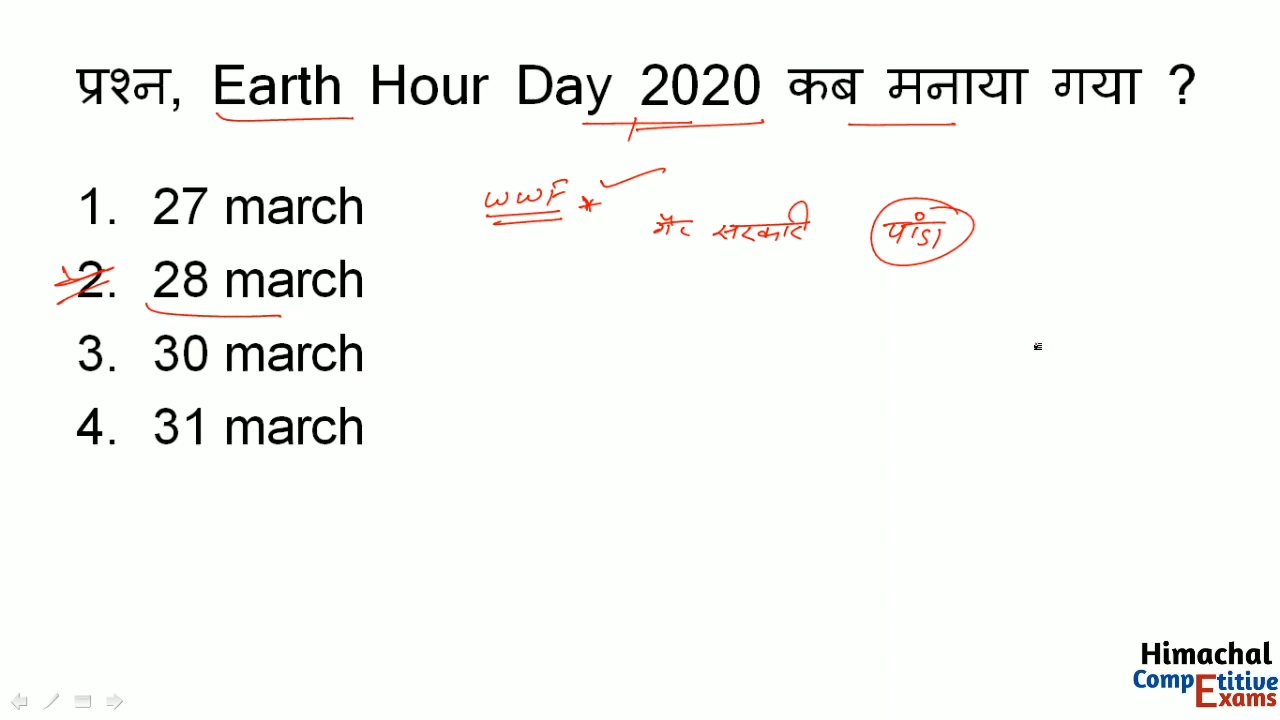 प्रश्न, Earth Hour Day 2020 कब मनाया गया ?
1. 27 march
WWF
गैर सरकारी
पांडा
2. 28 march
3. 30 march
4. 31 march
Himachal
CompEtitive
Exams